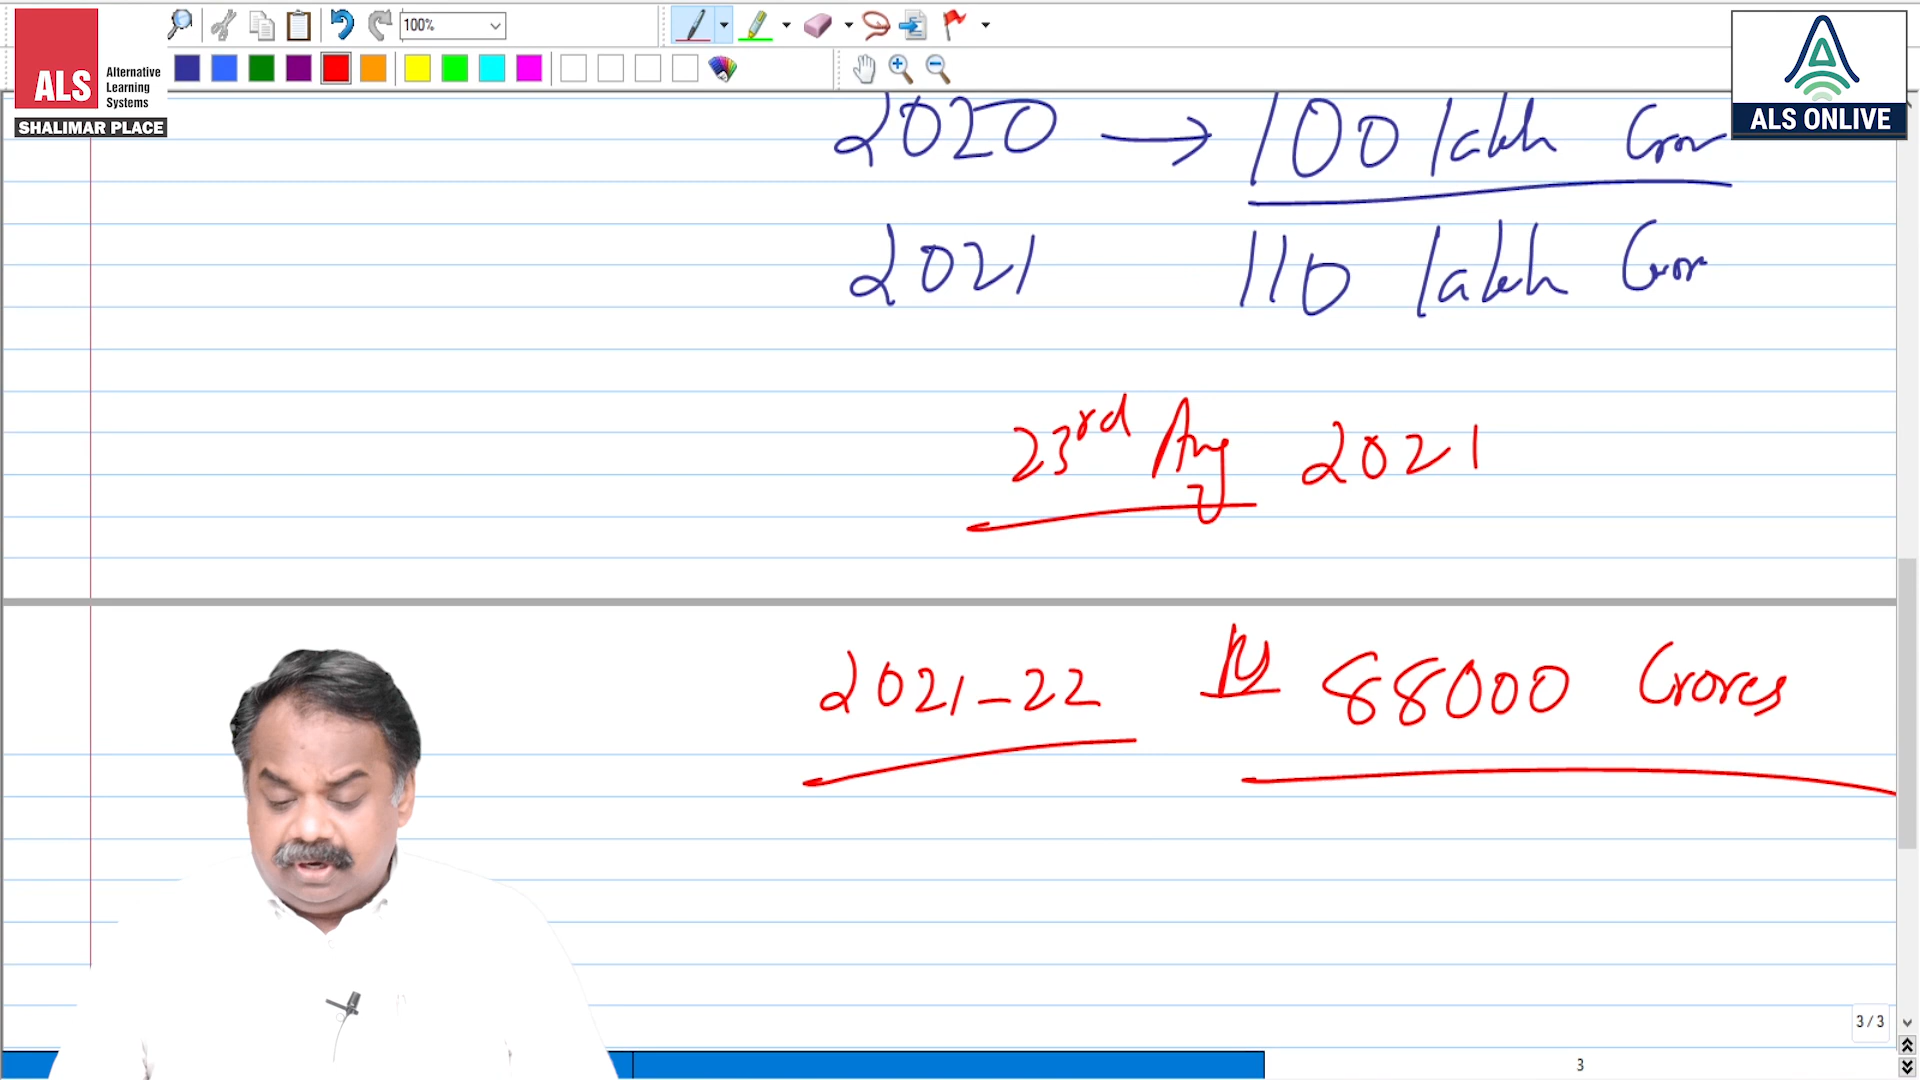 100%
ALS
Alternative
Learning
Systems
SHALIMAR PLACE
ALS ONLIVE
2020 → 100 lakh Cror
2021 110 lakh Cror
23rd Aug 2021
2021-22 88000 Crores
3 / 3
3